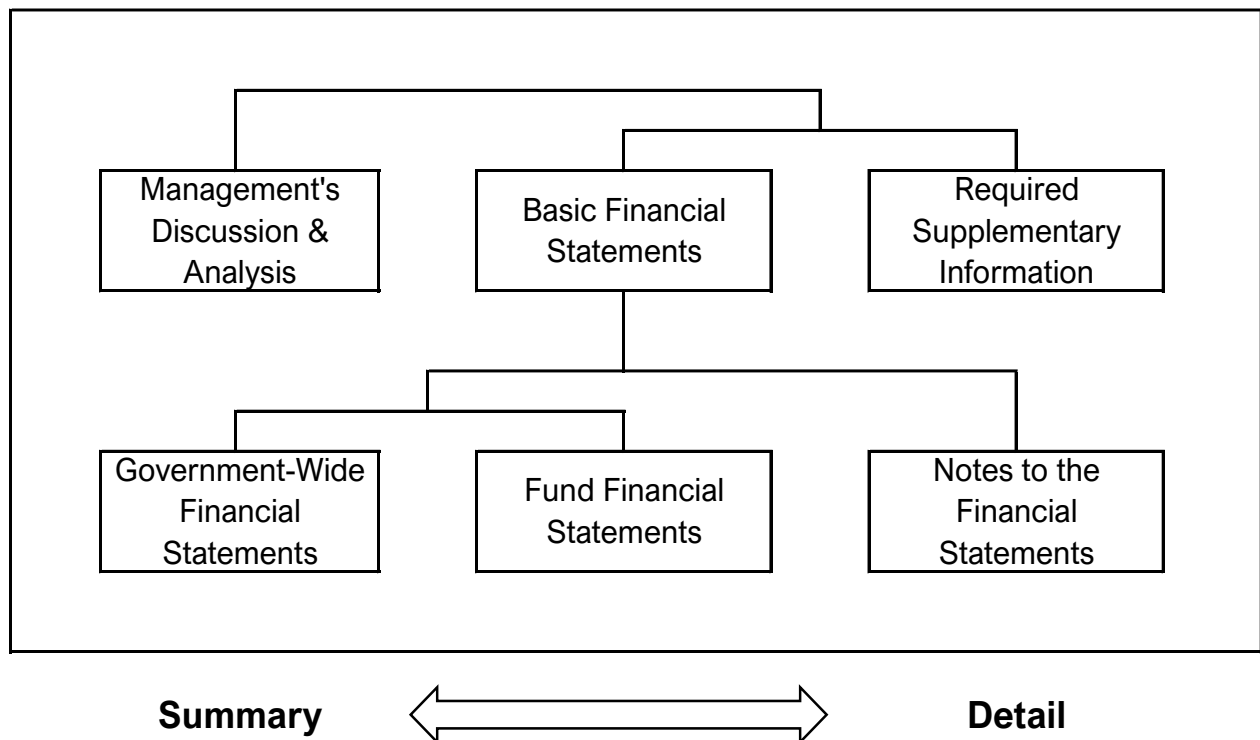 Management's
Discussion &
Analysis
Basic Financial
Statements
Required
Supplementary
Information
Government-Wide
Financial
Statements
Fund Financial
Statements
Notes to the
Financial
Statements
Summary
Detail